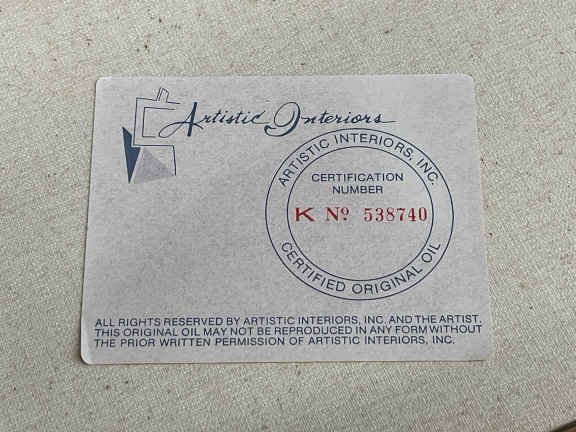 Artistic Interiors
ARTISTIC INTERIORS, INC.
CERTIFICATION
NUMBER
K Nº 538740
CERTIFIED ORIGINAL OIL
ALL RIGHTS RESERVED BY ARTISTIC INTERIORS, INC. AND THE ARTIST.
THIS ORIGINAL OIL MAY NOT BE REPRODUCED IN ANY FORM WITHOUT
THE PRIOR WRITTEN PERMISSION OF ARTISTIC INTERIORS, INC.